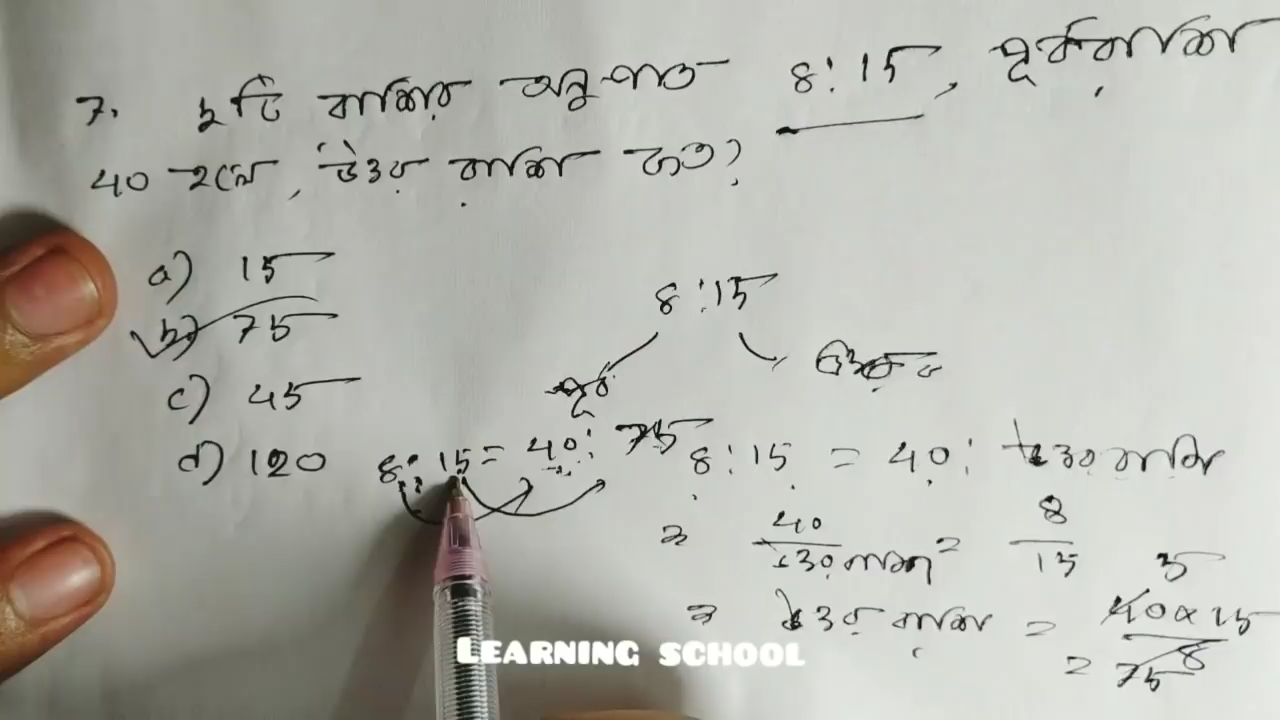 7. দুটি রাশির অনুপাত 8:15, পূর্বরাশি
40 হলে, উত্তর রাশি কত?
a) 15
b) 75
c) 45
d) 120
8:15
পূর্ব
উত্তর
8:15 = 40: 75
8:15 = 40: উত্তর রাশি
= 40/উত্তর রাশি = 8/15
= উত্তর রাশি = 40×15/8
5
= 75
LEARNING SCHOOL